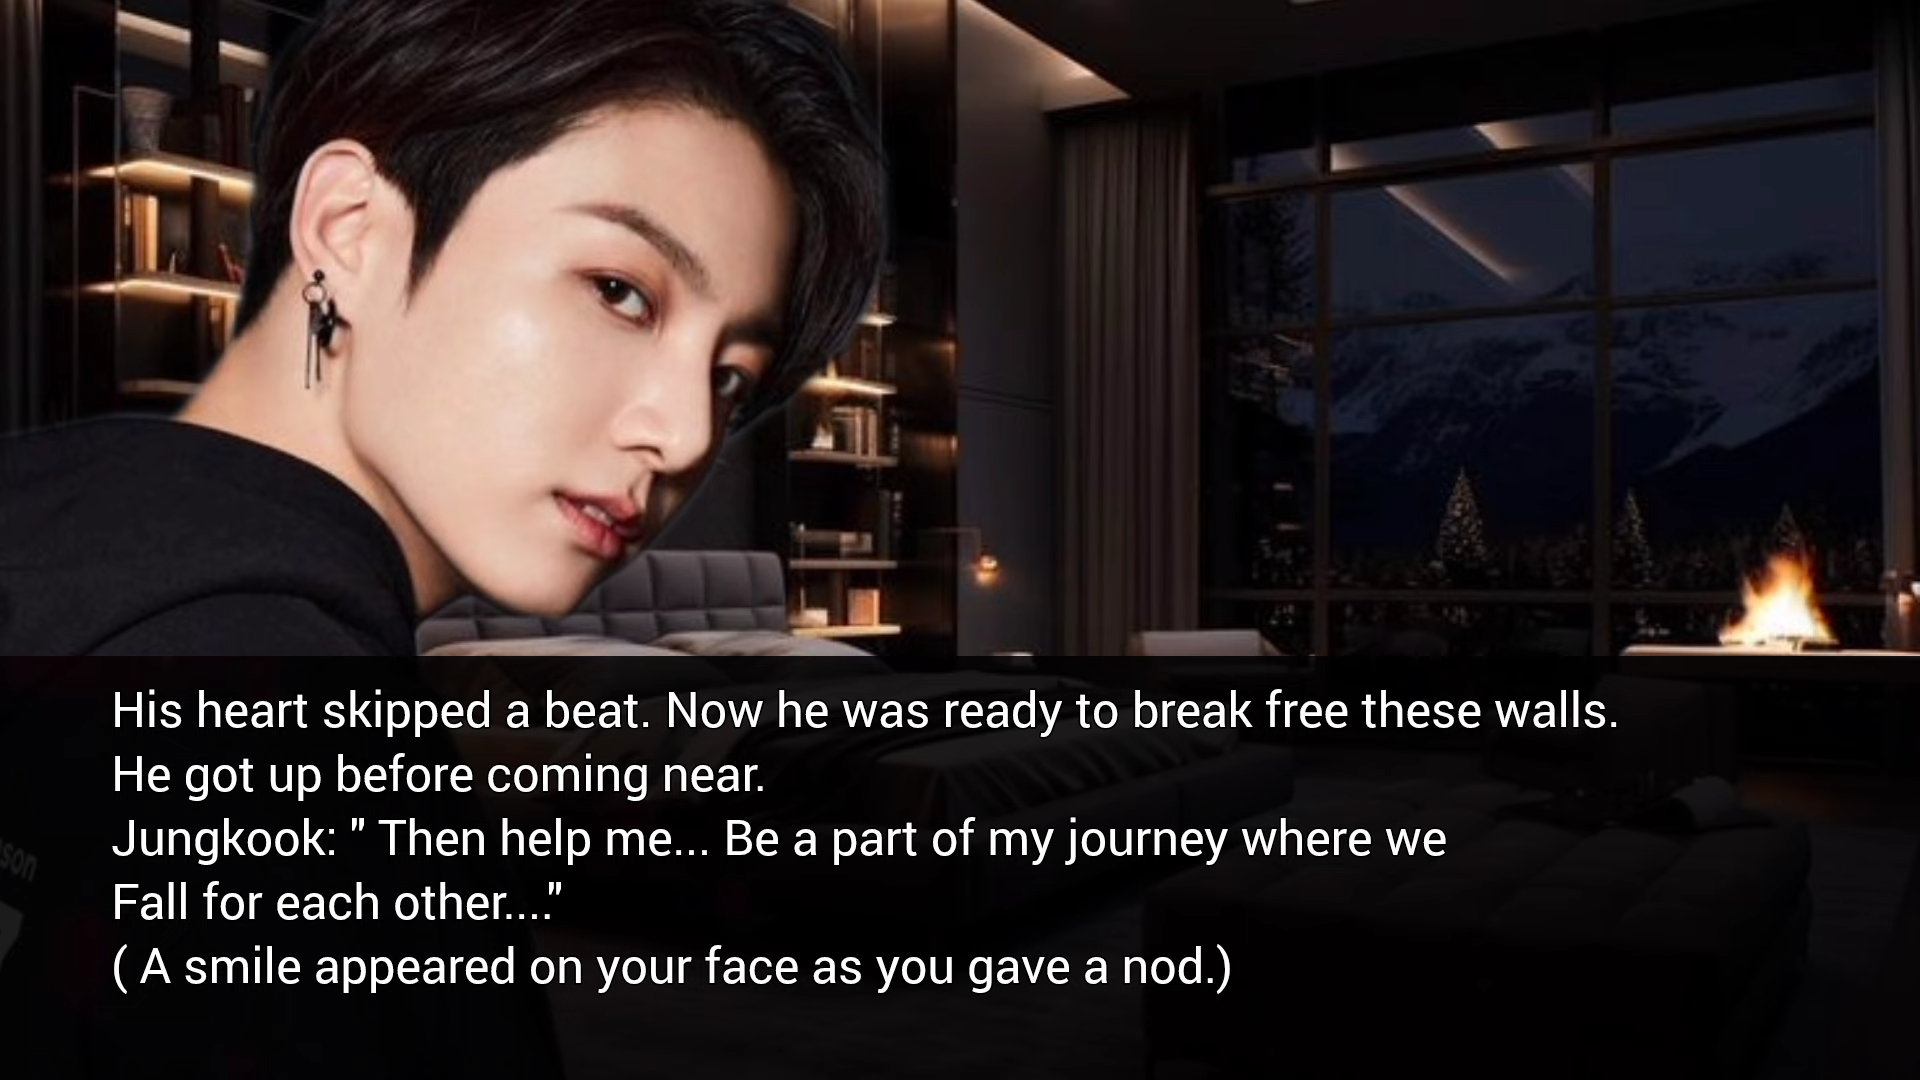 His heart skipped a beat. Now he was ready to break free these walls.
He got up before coming near.
Jungkook: " Then help me... Be a part of my journey where we
Fall for each other...."
( A smile appeared on your face as you gave a nod.)
son